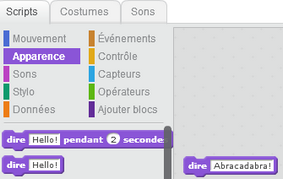 Scripts Costumes Sons
Mouvement Événements
Apparence Contrôle
Sons Capteurs
Stylo Opérateurs
Données Ajouter blocs
dire Hello! pendant 2 secondes
dire Hello!
dire Abracadabra!